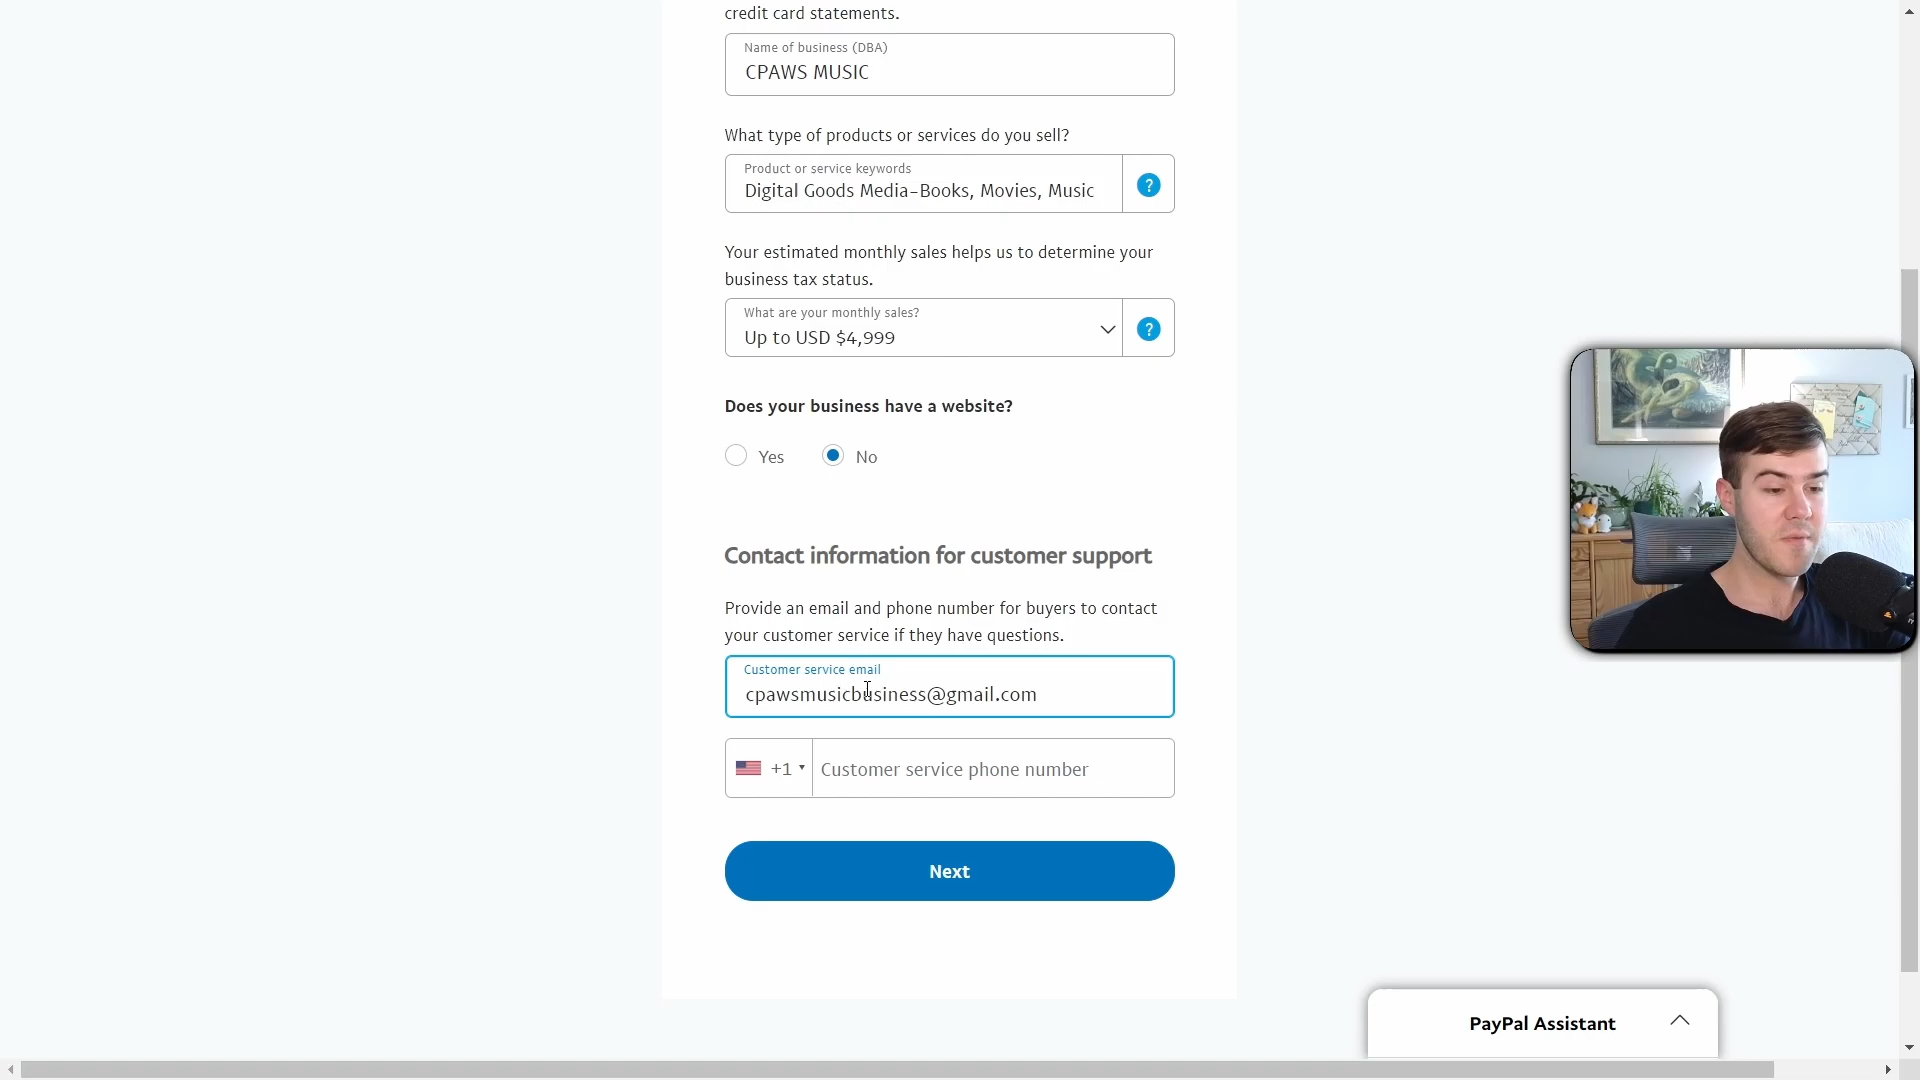 credit card statements.
Name of business (DBA)
CPAWS MUSIC
What type of products or services do you sell?
Product or service keywords
Digital Goods Media-Books, Movies, Music
?
Your estimated monthly sales helps us to determine your
business tax status.
What are your monthly sales?
Up to USD $4,999
?
Does your business have a website?
Yes
No
Contact information for customer support
Provide an email and phone number for buyers to contact
your customer service if they have questions.
Customer service email
cpawsmusicbusiness@gmail.com
+1
Customer service phone number
Next
PayPal Assistant